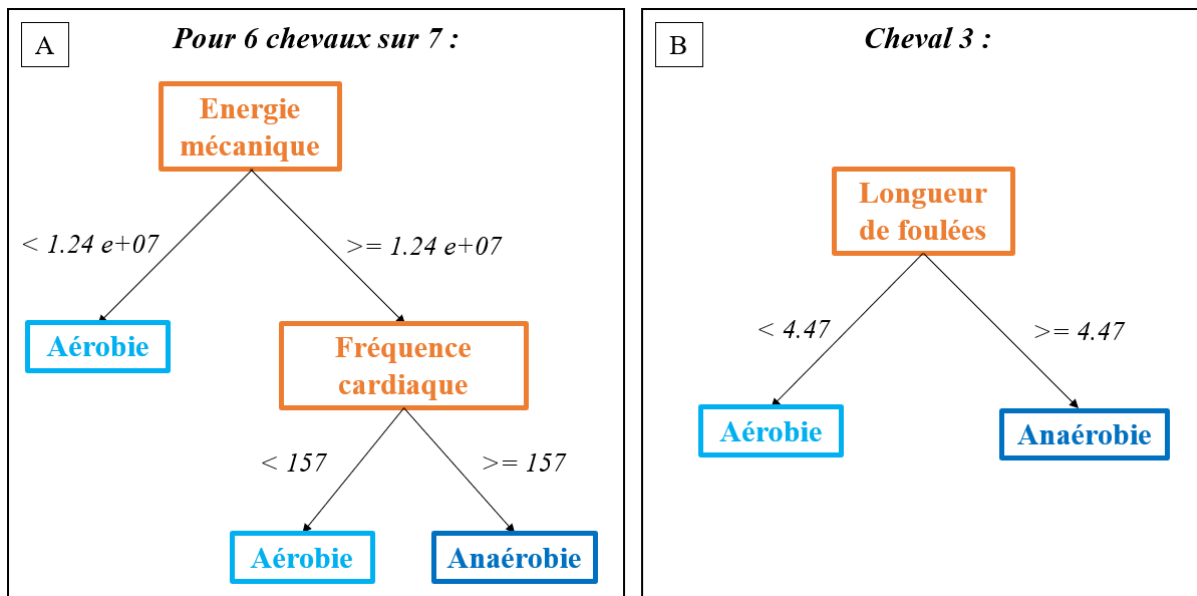 A
Pour 6 chevaux sur 7 :
Energie
mécanique
< 1.24 e+07
>= 1.24 e+07
Aérobie
Fréquence
cardiaque
< 157
>= 157
Aérobie
Anaérobie
B
Cheval 3 :
Longueur
de foulées
< 4.47
>= 4.47
Aérobie
Anaérobie